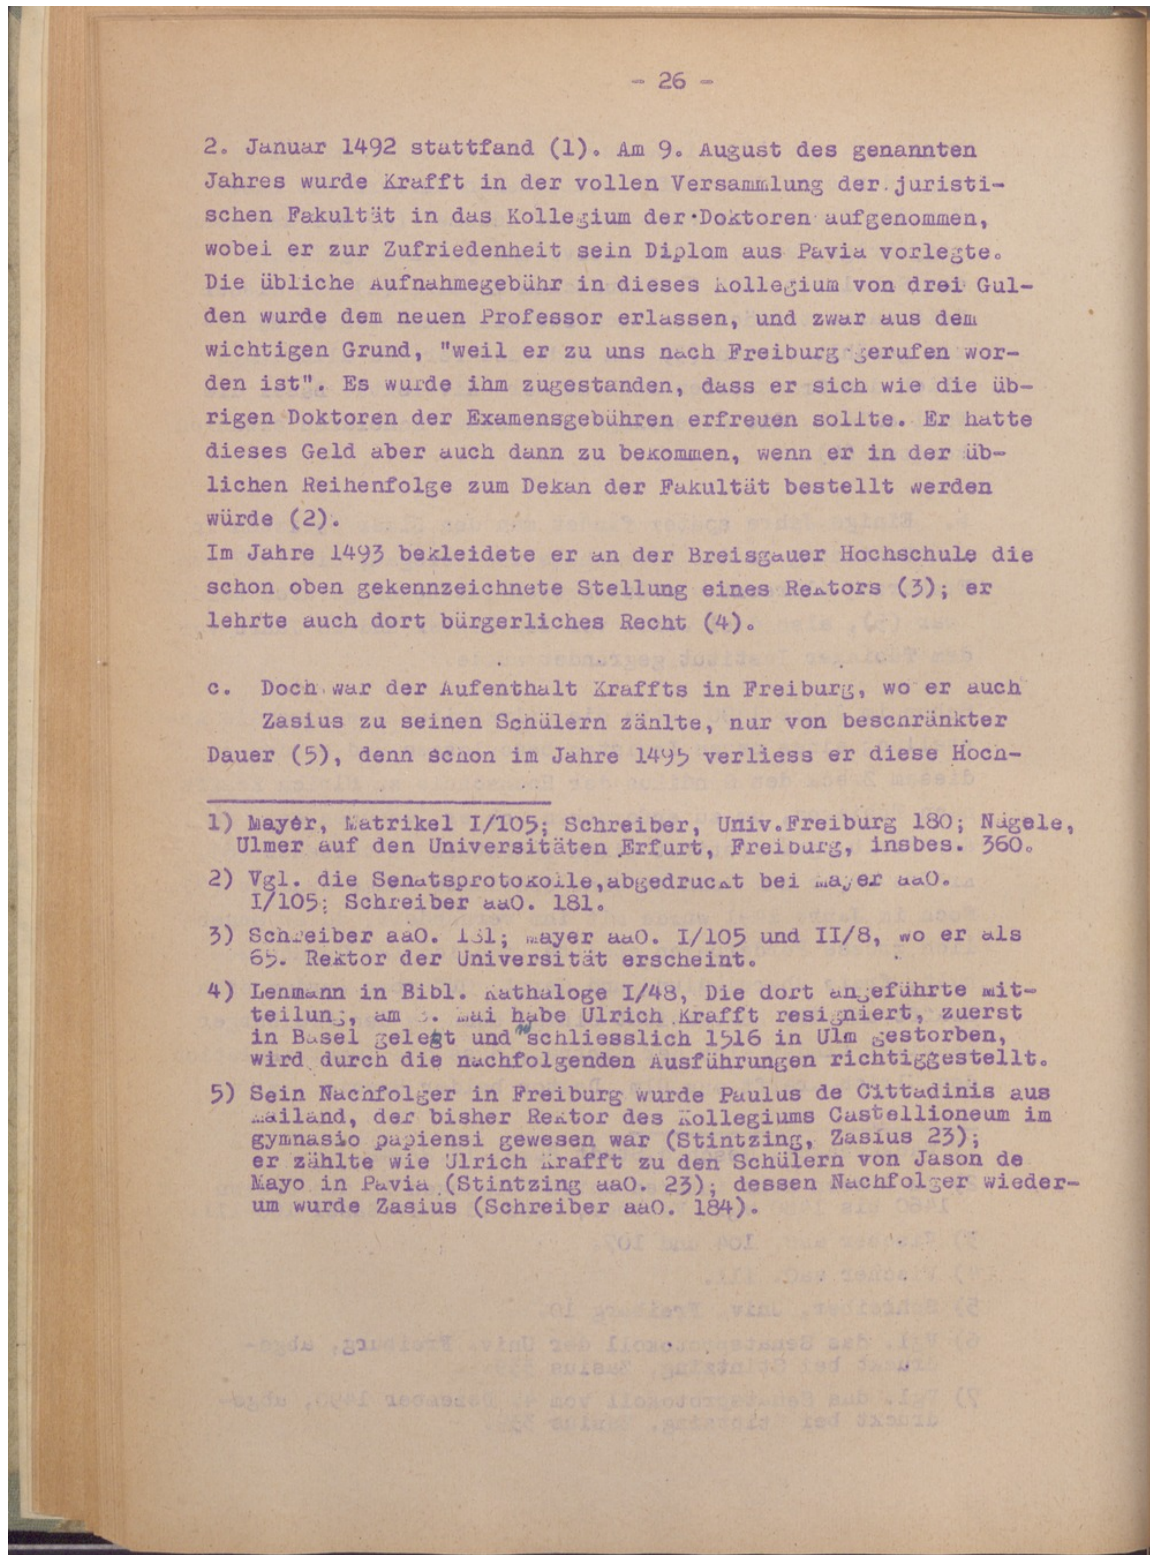 - 26 -
2. Januar 1492 stattfand (1). Am 9. August des genannten
Jahres wurde Krafft in der vollen Versammlung der juristi-
schen Fakultät in das Kollegium der Doktoren aufgenommen,
wobei er zur Zufriedenheit sein Diplom aus Pavia vorlegte.
Die übliche Aufnahmegebühr in dieses Kollegium von drei Gul-
den wurde dem neuen Professor erlassen, und zwar aus dem
wichtigen Grund, "weil er zu uns nach Freiburg gerufen wor-
den ist". Es wurde ihm zugestanden, dass er sich wie die üb-
rigen Doktoren der Examensgebühren erfreuen sollte. Er hatte
dieses Geld aber auch dann zu bekommen, wenn er in der üb-
lichen Reihenfolge zum Dekan der Fakultät bestellt werden
würde (2).
Im Jahre 1493 bekleidete er an der Breisgauer Hochschule die
schon oben gekennzeichnete Stellung eines Rektors (3); er
lehrte auch dort bürgerliches Recht (4).
c. Doch war der Aufenthalt Kraffts in Freiburg, wo er auch
Zasius zu seinen Schülern zählte, nur von beschränkter
Dauer (5), denn schon im Jahre 1495 verliess er diese Hoch-
1) Mayer, Matrikel I/105; Schreiber, Univ.Freiburg 180; Nägele,
Ulmer auf den Universitäten Erfurt, Freiburg, insbes. 360.
2) Vgl. die Senatsprotokolle,abgedruckt bei Mayer aaO.
I/105; Schreiber aaO. 181.
3) Schreiber aaO. 181; Mayer aaO. I/105 und II/8, wo er als
65. Rektor der Universität erscheint.
4) Lehmann in Bibl. Kathaloge I/48, Die dort angeführte Mit-
teilung, am Mai habe Ulrich Krafft resigniert, zuerst
in Basel gelegt und schliesslich 1516 in Ulm gestorben,
wird durch die nachfolgenden Ausführungen richtiggestellt.
5) Sein Nachfolger in Freiburg wurde Paulus de Cittadinis aus
Mailand, der bisher Rektor des Kollegiums Castellioneum im
gymnasio papiensi gewesen war (Stintzing, Zasius 23);
er zählte wie Ulrich Krafft zu den Schülern von Jason de
Mayo in Pavia (Stintzing aaO. 23); dessen Nachfolger wieder-
um wurde Zasius (Schreiber aaO. 184).